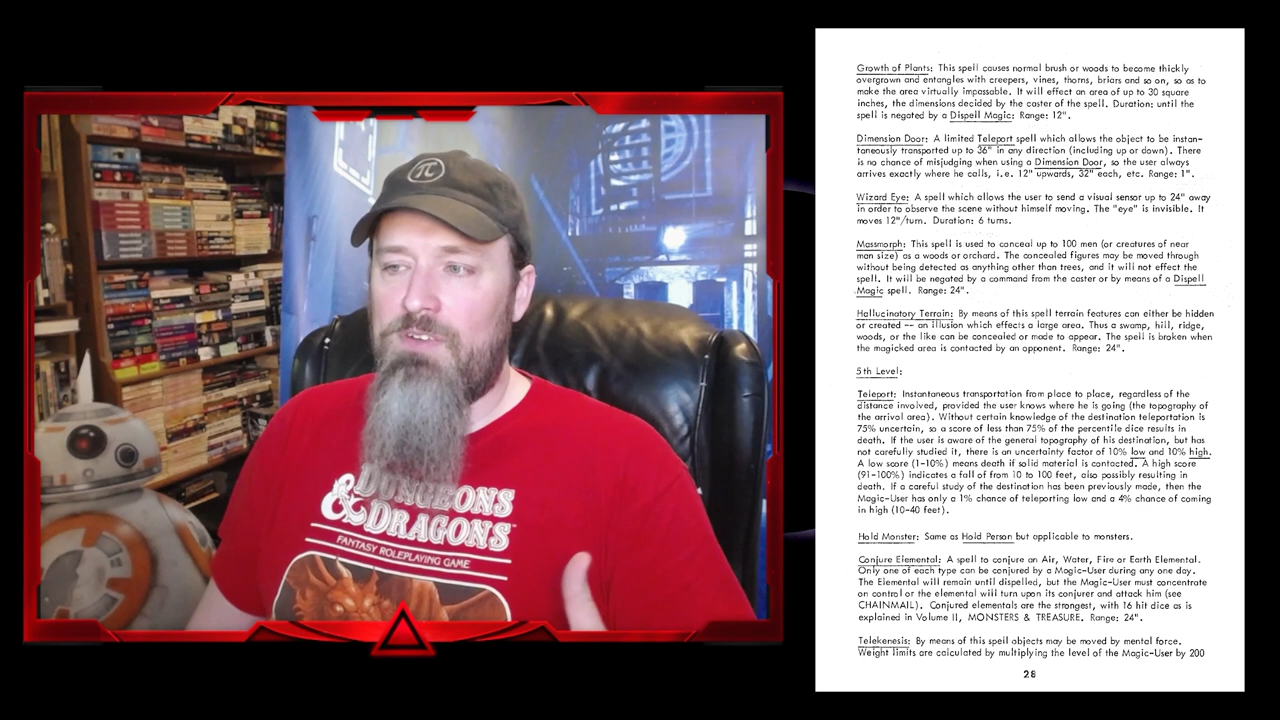 π
DUNGEONS
& DRAGONS
FANTASY ROLEPLAYING GAME
Growth of Plants: This spell causes normal brush or woods to become thickly
overgrown and entangles with creepers, vines, thorns, briars and so on, so as to
make the area virtually impassable. It will effect an area of up to 30 square
inches, the dimensions decided by the caster of the spell. Duration: until the
spell is negated by a Dispell Magic: Range: 12".
Dimension Door: A limited Teleport spell which allows the object to be instan-
taneously transported up to 36" in any direction (including up or down). There
is no chance of misjudging when using a Dimension Door, so the user always
arrives exactly where he calls, i.e. 12" upwards, 32" each, etc. Range: 1".
Wizard Eye: A spell which allows the user to send a visual sensor up to 24" away
in order to observe the scene without himself moving. The "eye" is invisible. It
moves 12"/turn. Duration: 6 turns.
Massmorph: This spell is used to conceal up to 100 men (or creatures of near
man size) as a woods or orchard. The concealed figures may be moved through
without being detected as anything other than trees, and it will not effect the
spell. It will be negated by a command from the caster or by means of a Dispell
Magic spell. Range: 24".
Hallucinatory Terrain: By means of this spell terrain features can either be hidden
or created -- an illusion which effects a large area. Thus a swamp, hill, ridge,
woods, or the like can be concealed or made to appear. The spell is broken when
the magicked area is contacted by an opponent. Range: 24".
5th Level:
Teleport: Instantaneous transportation from place to place, regardless of the
distance involved, provided the user knows where he is going (the topography of
the arrival area). Without certain knowledge of the destination teleportation is
75% uncertain, so a score of less than 75% of the percentile dice results in
death. If the user is aware of the general topography of his destination, but has
not carefully studied it, there is an uncertainty factor of 10% low and 10% high.
A low score (1-10%) means death if solid material is contacted. A high score
(91-100%) indicates a fall of from 10 to 100 feet, also possibly resulting in
death. If a careful study of the destination has been previously made, then the
Magic-User has only a 1% chance of teleporting low and a 4% chance of coming
in high (10-40 feet).
Hold Monster: Same as Hold Person but applicable to monsters.
Conjure Elemental: A spell to conjure an Air, Water, Fire or Earth Elemental.
Only one of each type can be conjured by a Magic-User during any one day.
The Elemental will remain until dispelled, but the Magic-User must concentrate
on control or the elemental will turn upon its conjurer and attack him (see
CHAINMAIL). Conjured elementals are the strongest, with 16 hit dice as is
explained in Volume II, MONSTERS & TREASURE. Range: 24".
Telekenesis: By means of this spell objects may be moved by mental force.
Weight limits are calculated by multiplying the level of the Magic-User by 200
28